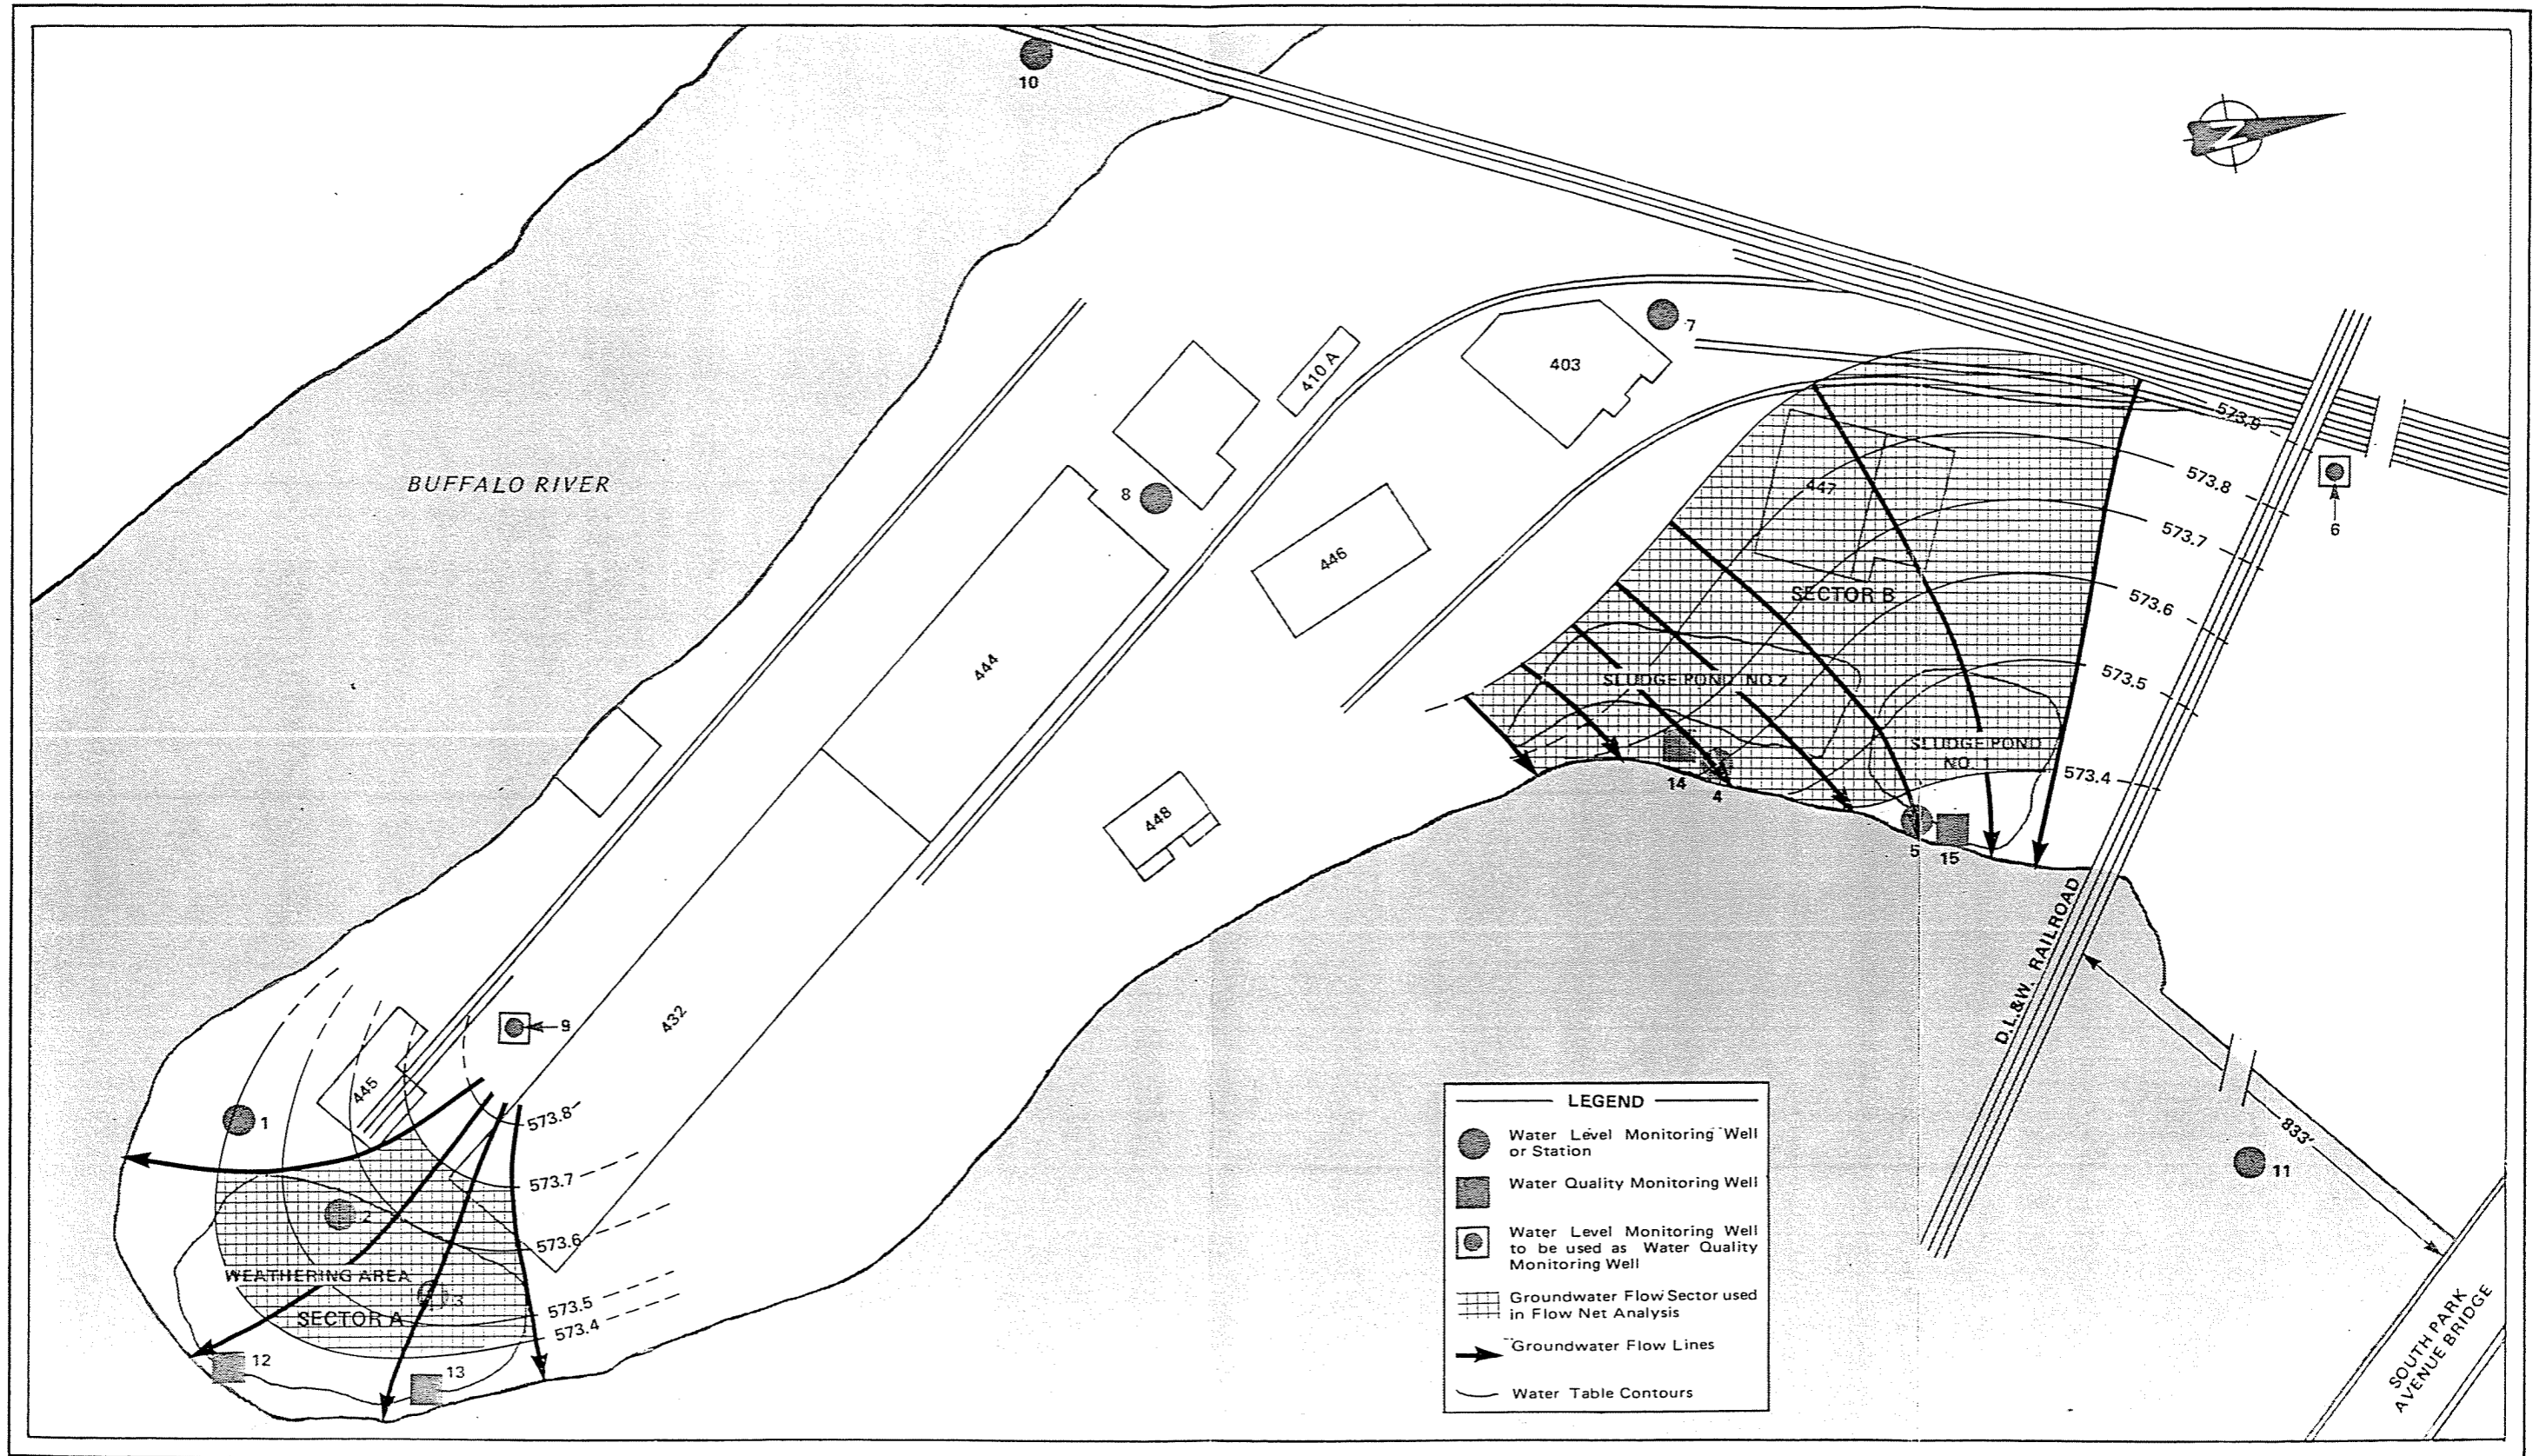 10
N
7
403
410 A
573.9
BUFFALO RIVER
8
447
573.8
6
573.7
446
SECTOR B
573.6
444
SLUDGE POND NO. 2
573.5
SLUDGE POND
NO. 1
573.4
14
4
448
5
15
D.L.&W. RAILROAD
432
9
445
1
573.8
833'
11
573.7
2
573.6
WEATHERING AREA
3
SECTOR A
573.5
573.4
12
13
SOUTH PARK
AVENUE BRIDGE
LEGEND
Water Level Monitoring Well
or Station
Water Quality Monitoring Well
Water Level Monitoring Well
to be used as Water Quality
Monitoring Well
Groundwater Flow Sector used
in Flow Net Analysis
Groundwater Flow Lines
Water Table Contours